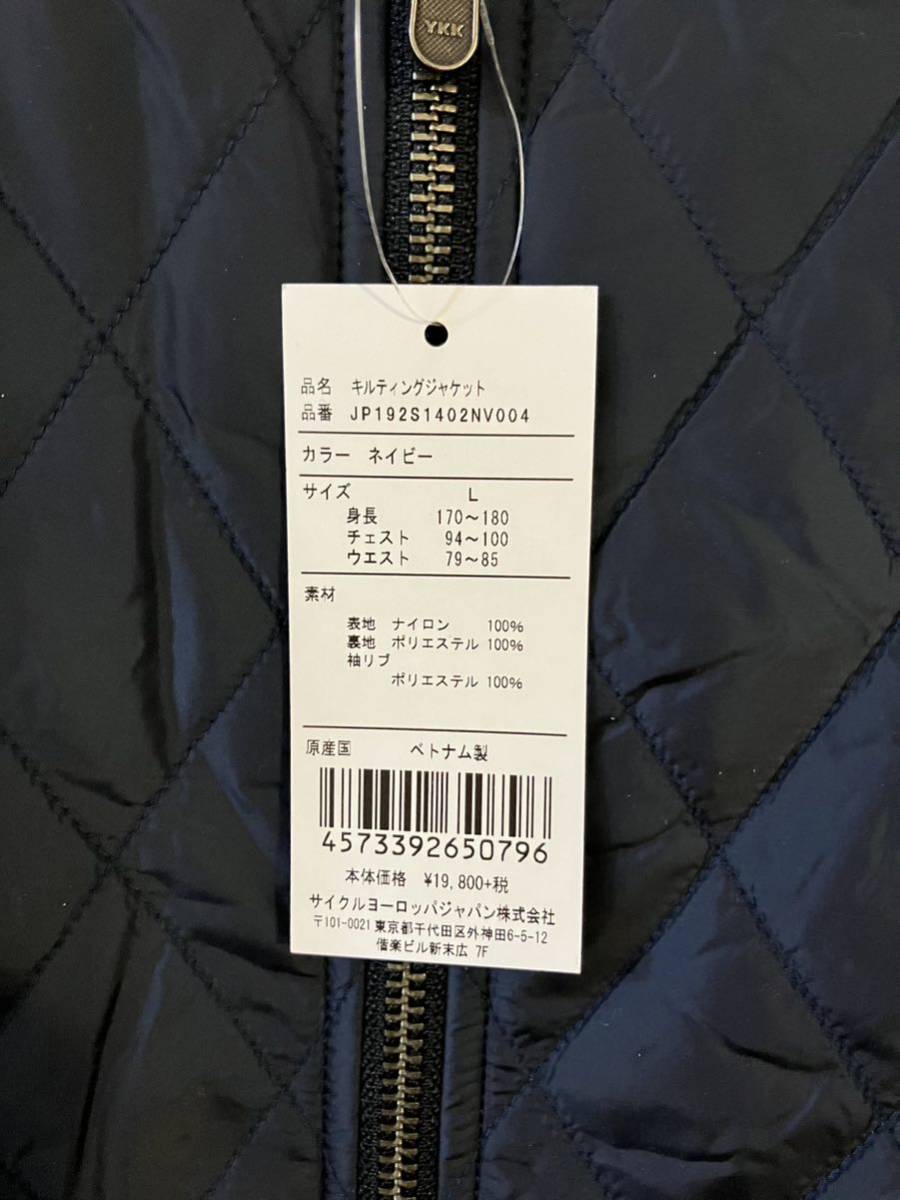 YKK
品名 キルティングジャケット
品番 JP192S1402NV004
カラー ネイビー
サイズ L
身長 170～180
チェスト 94～100
ウエスト 79～85
素材
表地 ナイロン 100%
裏地 ポリエステル 100%
袖リブ
ポリエステル 100%
原産国 ベトナム製
4573392650796
本体価格 ¥19,800+税
サイクルヨーロッパジャパン株式会社
〒101-0021 東京都千代田区外神田6-5-12
偕楽ビル新末広 7F